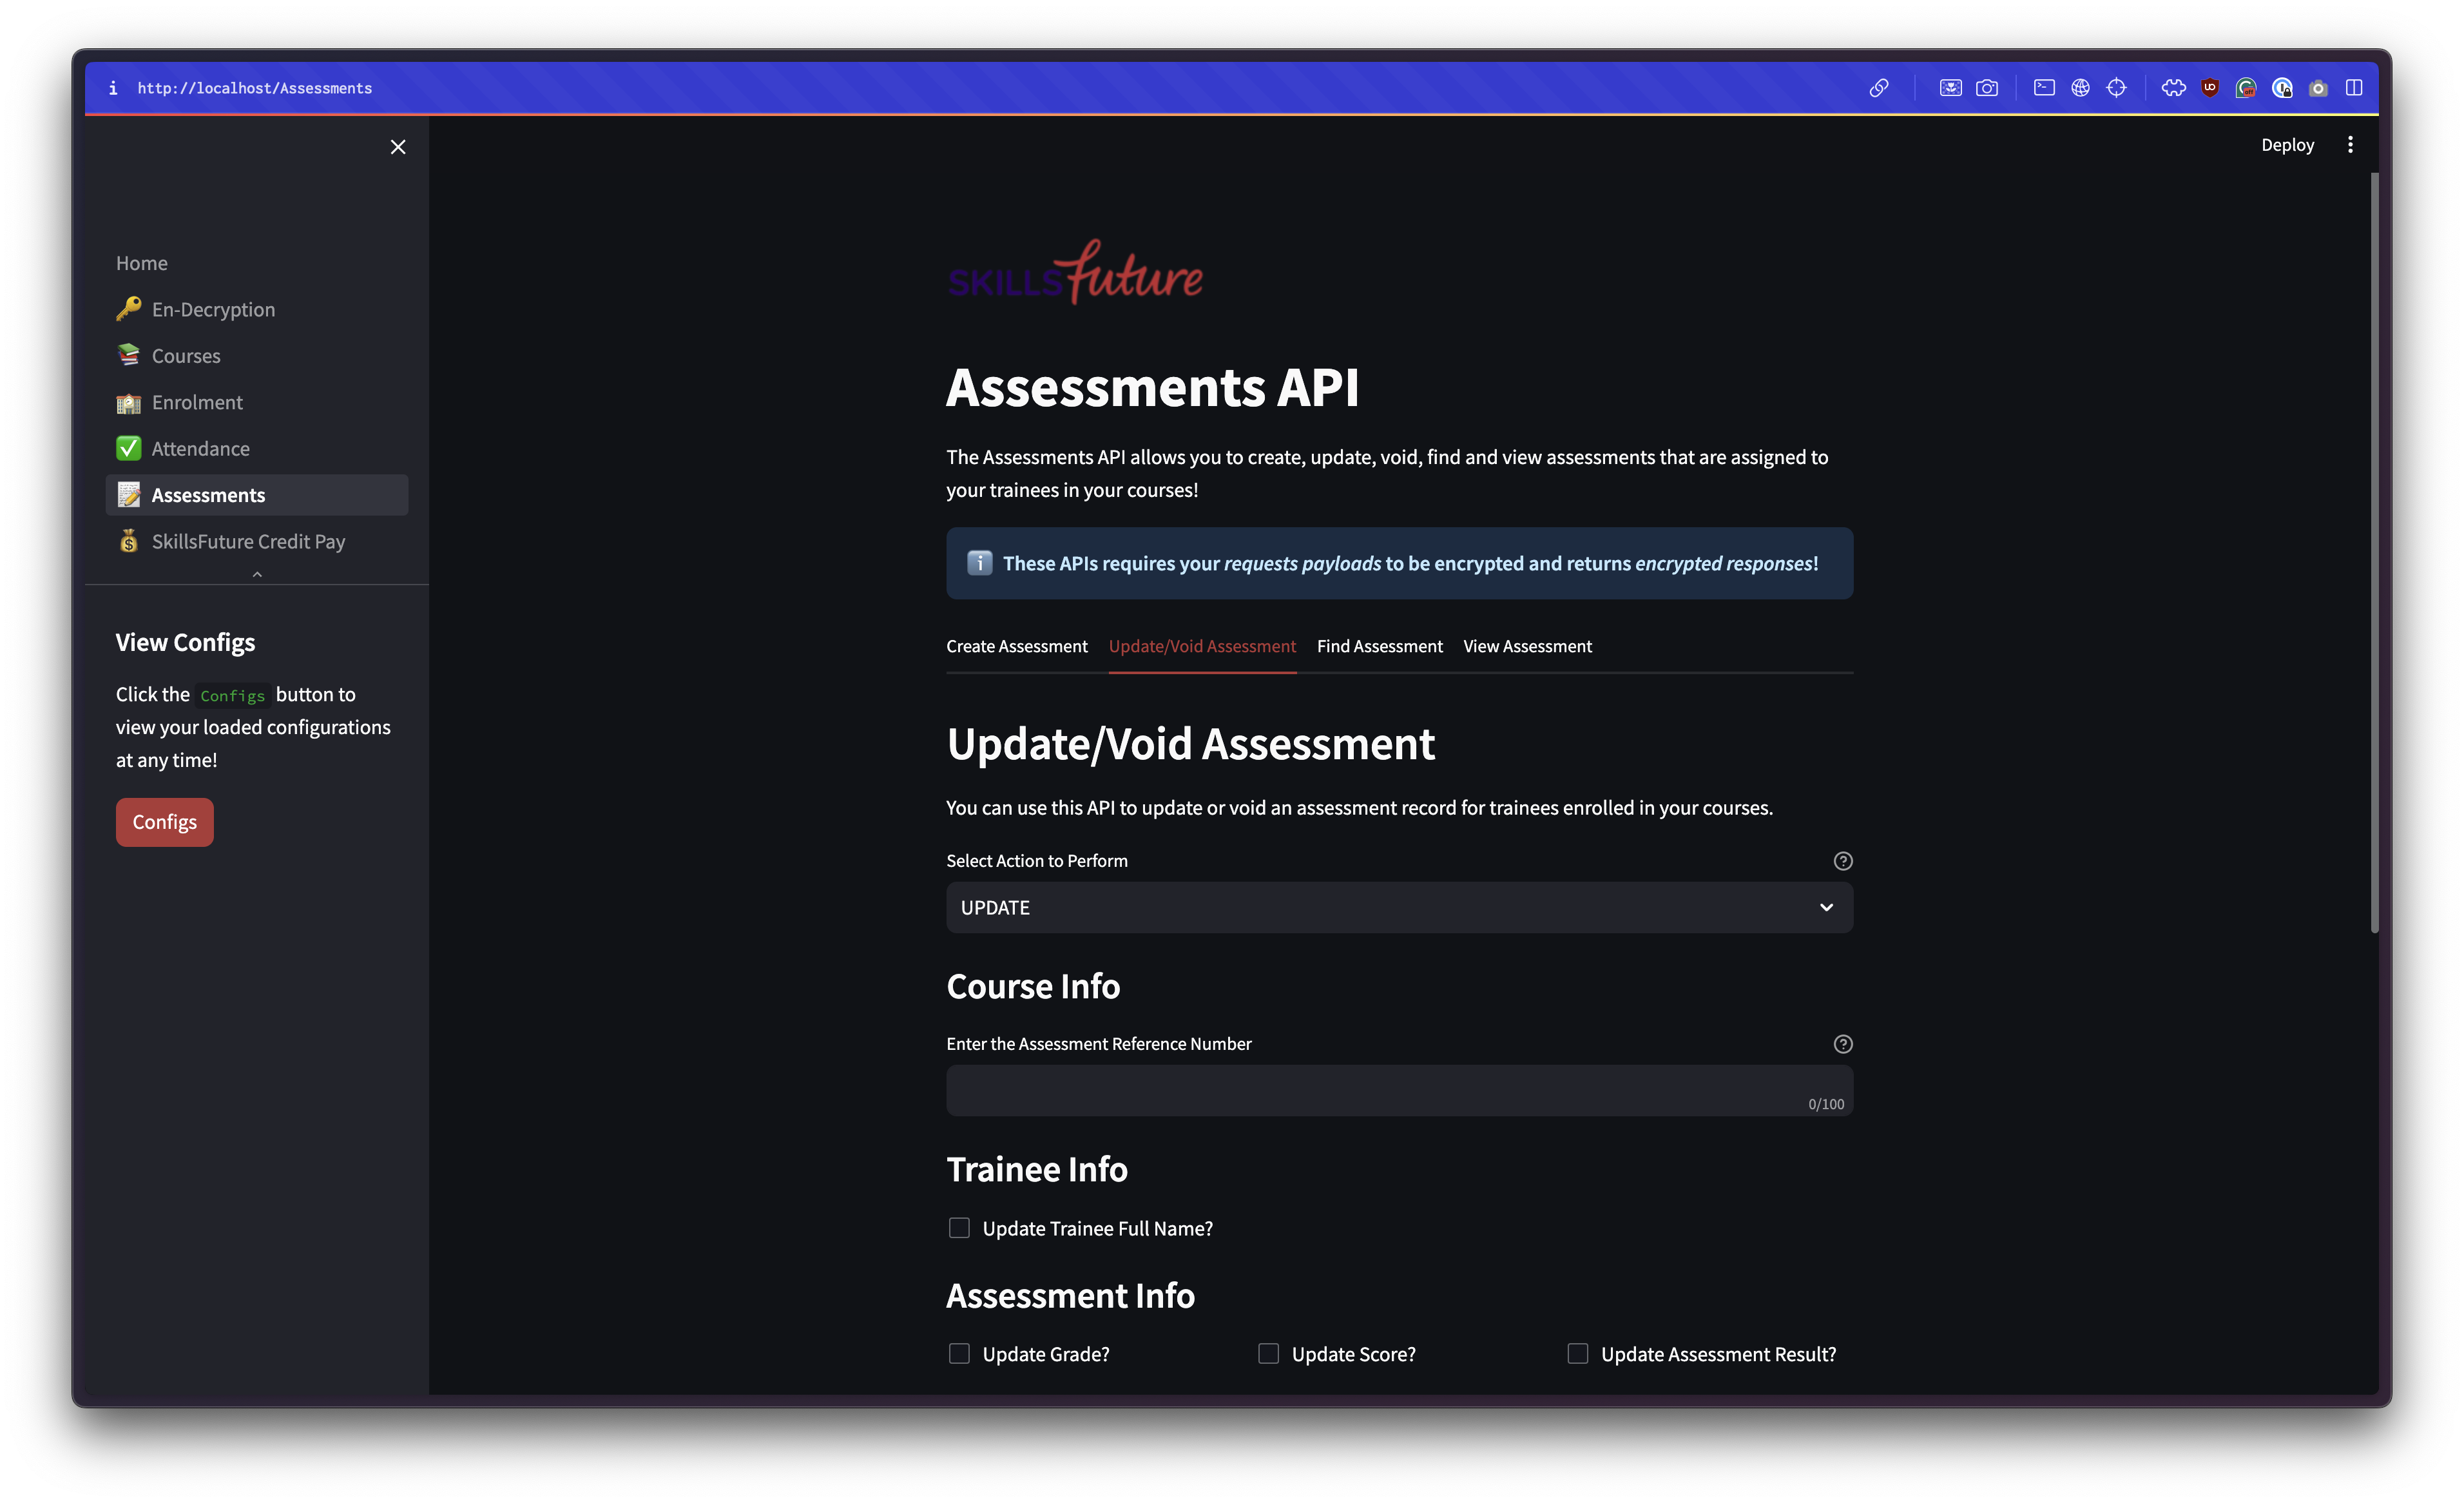 http://localhost/Assessments
Deploy
Home
En-Decryption
Courses
Enrolment
Attendance
Assessments
SkillsFuture Credit Pay
View Configs
Click the Configs button to
view your loaded configurations
at any time!
Configs
SKILLSfuture
Assessments API
The Assessments API allows you to create, update, void, find and view assessments that are assigned to
your trainees in your courses!
These APIs requires your requests payloads to be encrypted and returns encrypted responses!
Create Assessment Update/Void Assessment Find Assessment View Assessment
Update/Void Assessment
You can use this API to update or void an assessment record for trainees enrolled in your courses.
Select Action to Perform
UPDATE
Course Info
Enter the Assessment Reference Number
0/100
Trainee Info
Update Trainee Full Name?
Assessment Info
Update Grade? Update Score? Update Assessment Result?